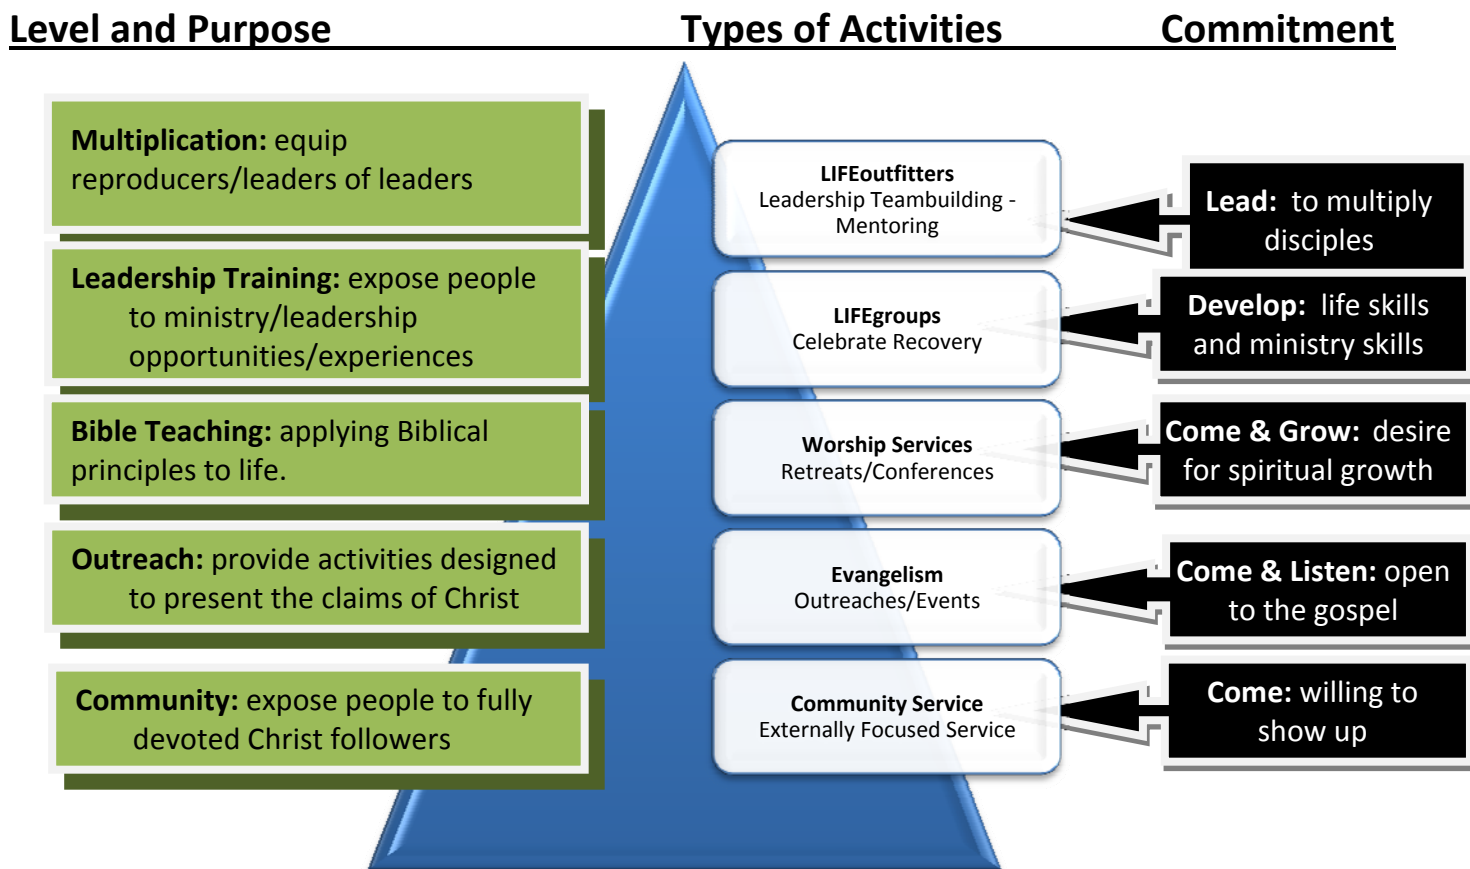 Level and Purpose Types of Activities Commitment
Multiplication: equip
reproducers/leaders of leaders
LIFEoutfitters
Leadership Teambuilding -
Mentoring
Lead: to multiply
disciples
Leadership Training: expose people
to ministry/leadership
opportunities/experiences
LIFEgroups
Celebrate Recovery
Develop: life skills
and ministry skills
Bible Teaching: applying Biblical
principles to life.
Worship Services
Retreats/Conferences
Come & Grow: desire
for spiritual growth
Outreach: provide activities designed
to present the claims of Christ
Evangelism
Outreaches/Events
Come & Listen: open
to the gospel
Community: expose people to fully
devoted Christ followers
Community Service
Externally Focused Service
Come: willing to
show up